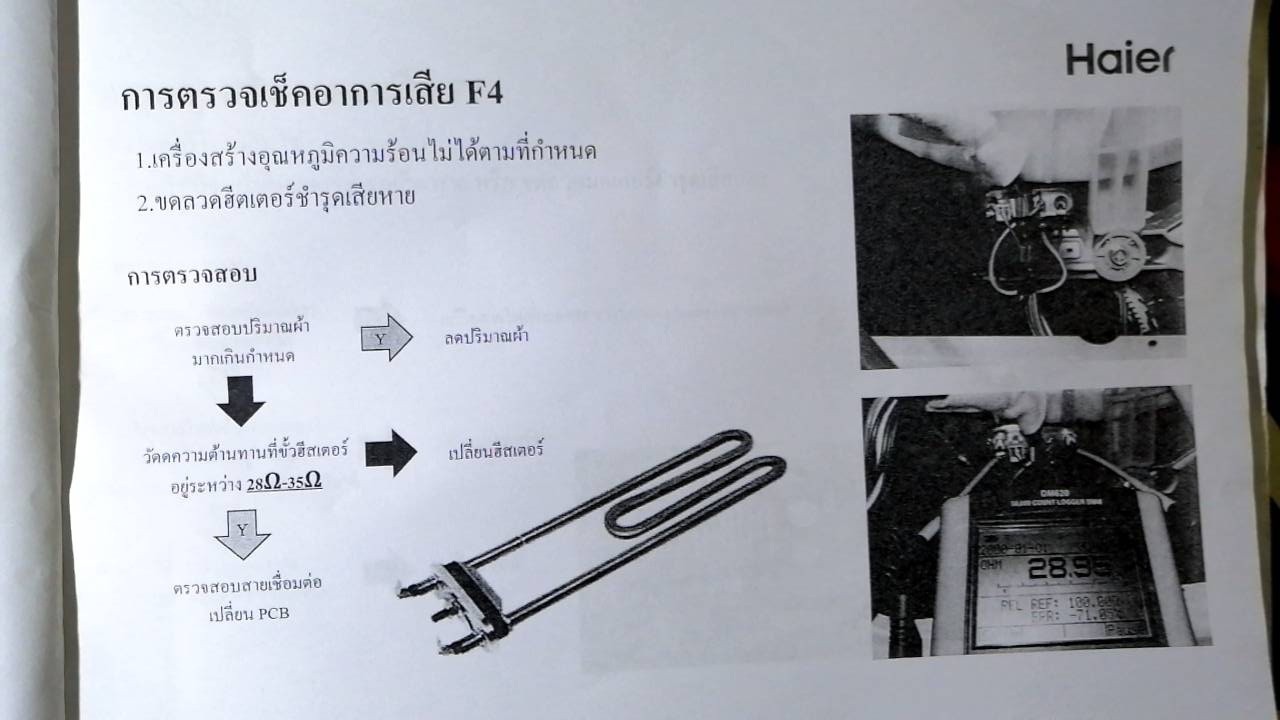 Haier
การตรวจเช็คอาการเสีย F4
1.เครื่องสร้างอุณหภูมิความร้อนไม่ได้ตามที่กำหนด
2.ขดลวดฮีตเตอร์ชำรุดเสียหาย
การตรวจสอบ
ตรวจสอบปริมาณผ้า
มากเกินกำหนด
Y
ลดปริมาณผ้า
วัดดความต้านทานที่ขั้วฮีสเตอร์
อยู่ระหว่าง 28Ω-35Ω
เปลี่ยนฮีสเตอร์
Y
ตรวจสอบสายเชื่อมต่อ
เปลี่ยน PCB
DM620
COUNT LOGGER
OHM
28.9
REL REF: 100.
ERR: -71.0